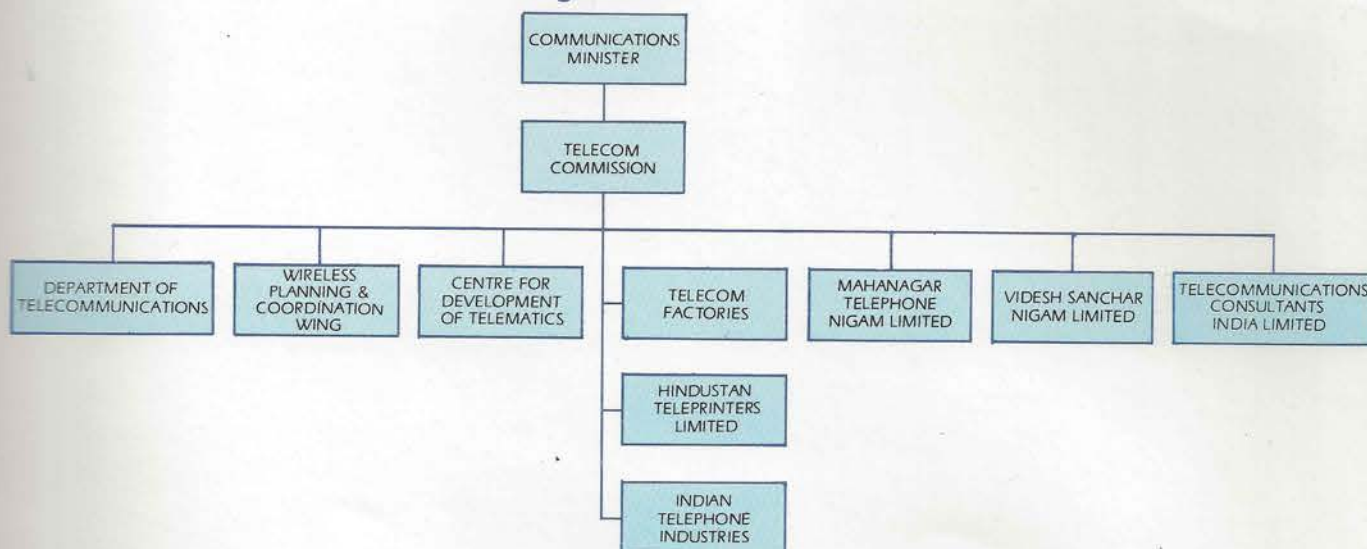 COMMUNICATIONS
MINISTER
TELECOM
COMMISSION
DEPARTMENT OF
TELECOMMUNICATIONS
WIRELESS
PLANNING &
COORDINATION
WING
CENTRE FOR
DEVELOPMENT
OF TELEMATICS
TELECOM
FACTORIES
MAHANAGAR
TELEPHONE
NIGAM LIMITED
VIDESH SANCHAR
NIGAM LIMITED
TELECOMMUNICATIONS
CONSULTANTS
INDIA LIMITED
HINDUSTAN
TELEPRINTERS
LIMITED
INDIAN
TELEPHONE
INDUSTRIES